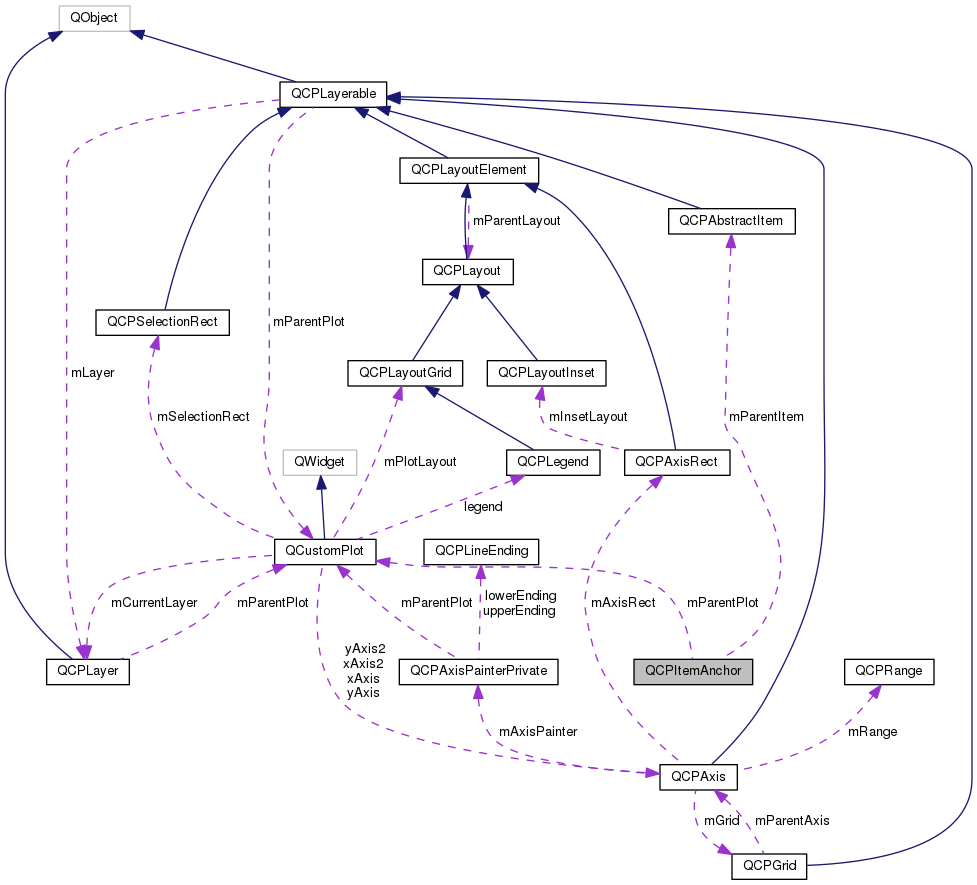 QObject
QCPLayerable
QCPLayoutElement
QCPAbstractItem
mParentLayout
QCPLayout
QCPSelectionRect
mParentPlot
mLayer
QCPLayoutGrid
QCPLayoutInset
mSelectionRect
mInsetLayout
mParentItem
QWidget
mPlotLayout
QCPLegend
QCPAxisRect
legend
QCustomPlot
QCPLineEnding
mCurrentLayer
mParentPlot
mParentPlot
lowerEnding
upperEnding
mAxisRect
mParentPlot
yAxis2
xAxis2
xAxis
yAxis
QCPLayer
QCPAxisPainterPrivate
QCPItemAnchor
QCPRange
mAxisPainter
mRange
QCPAxis
mGrid
mParentAxis
QCPGrid